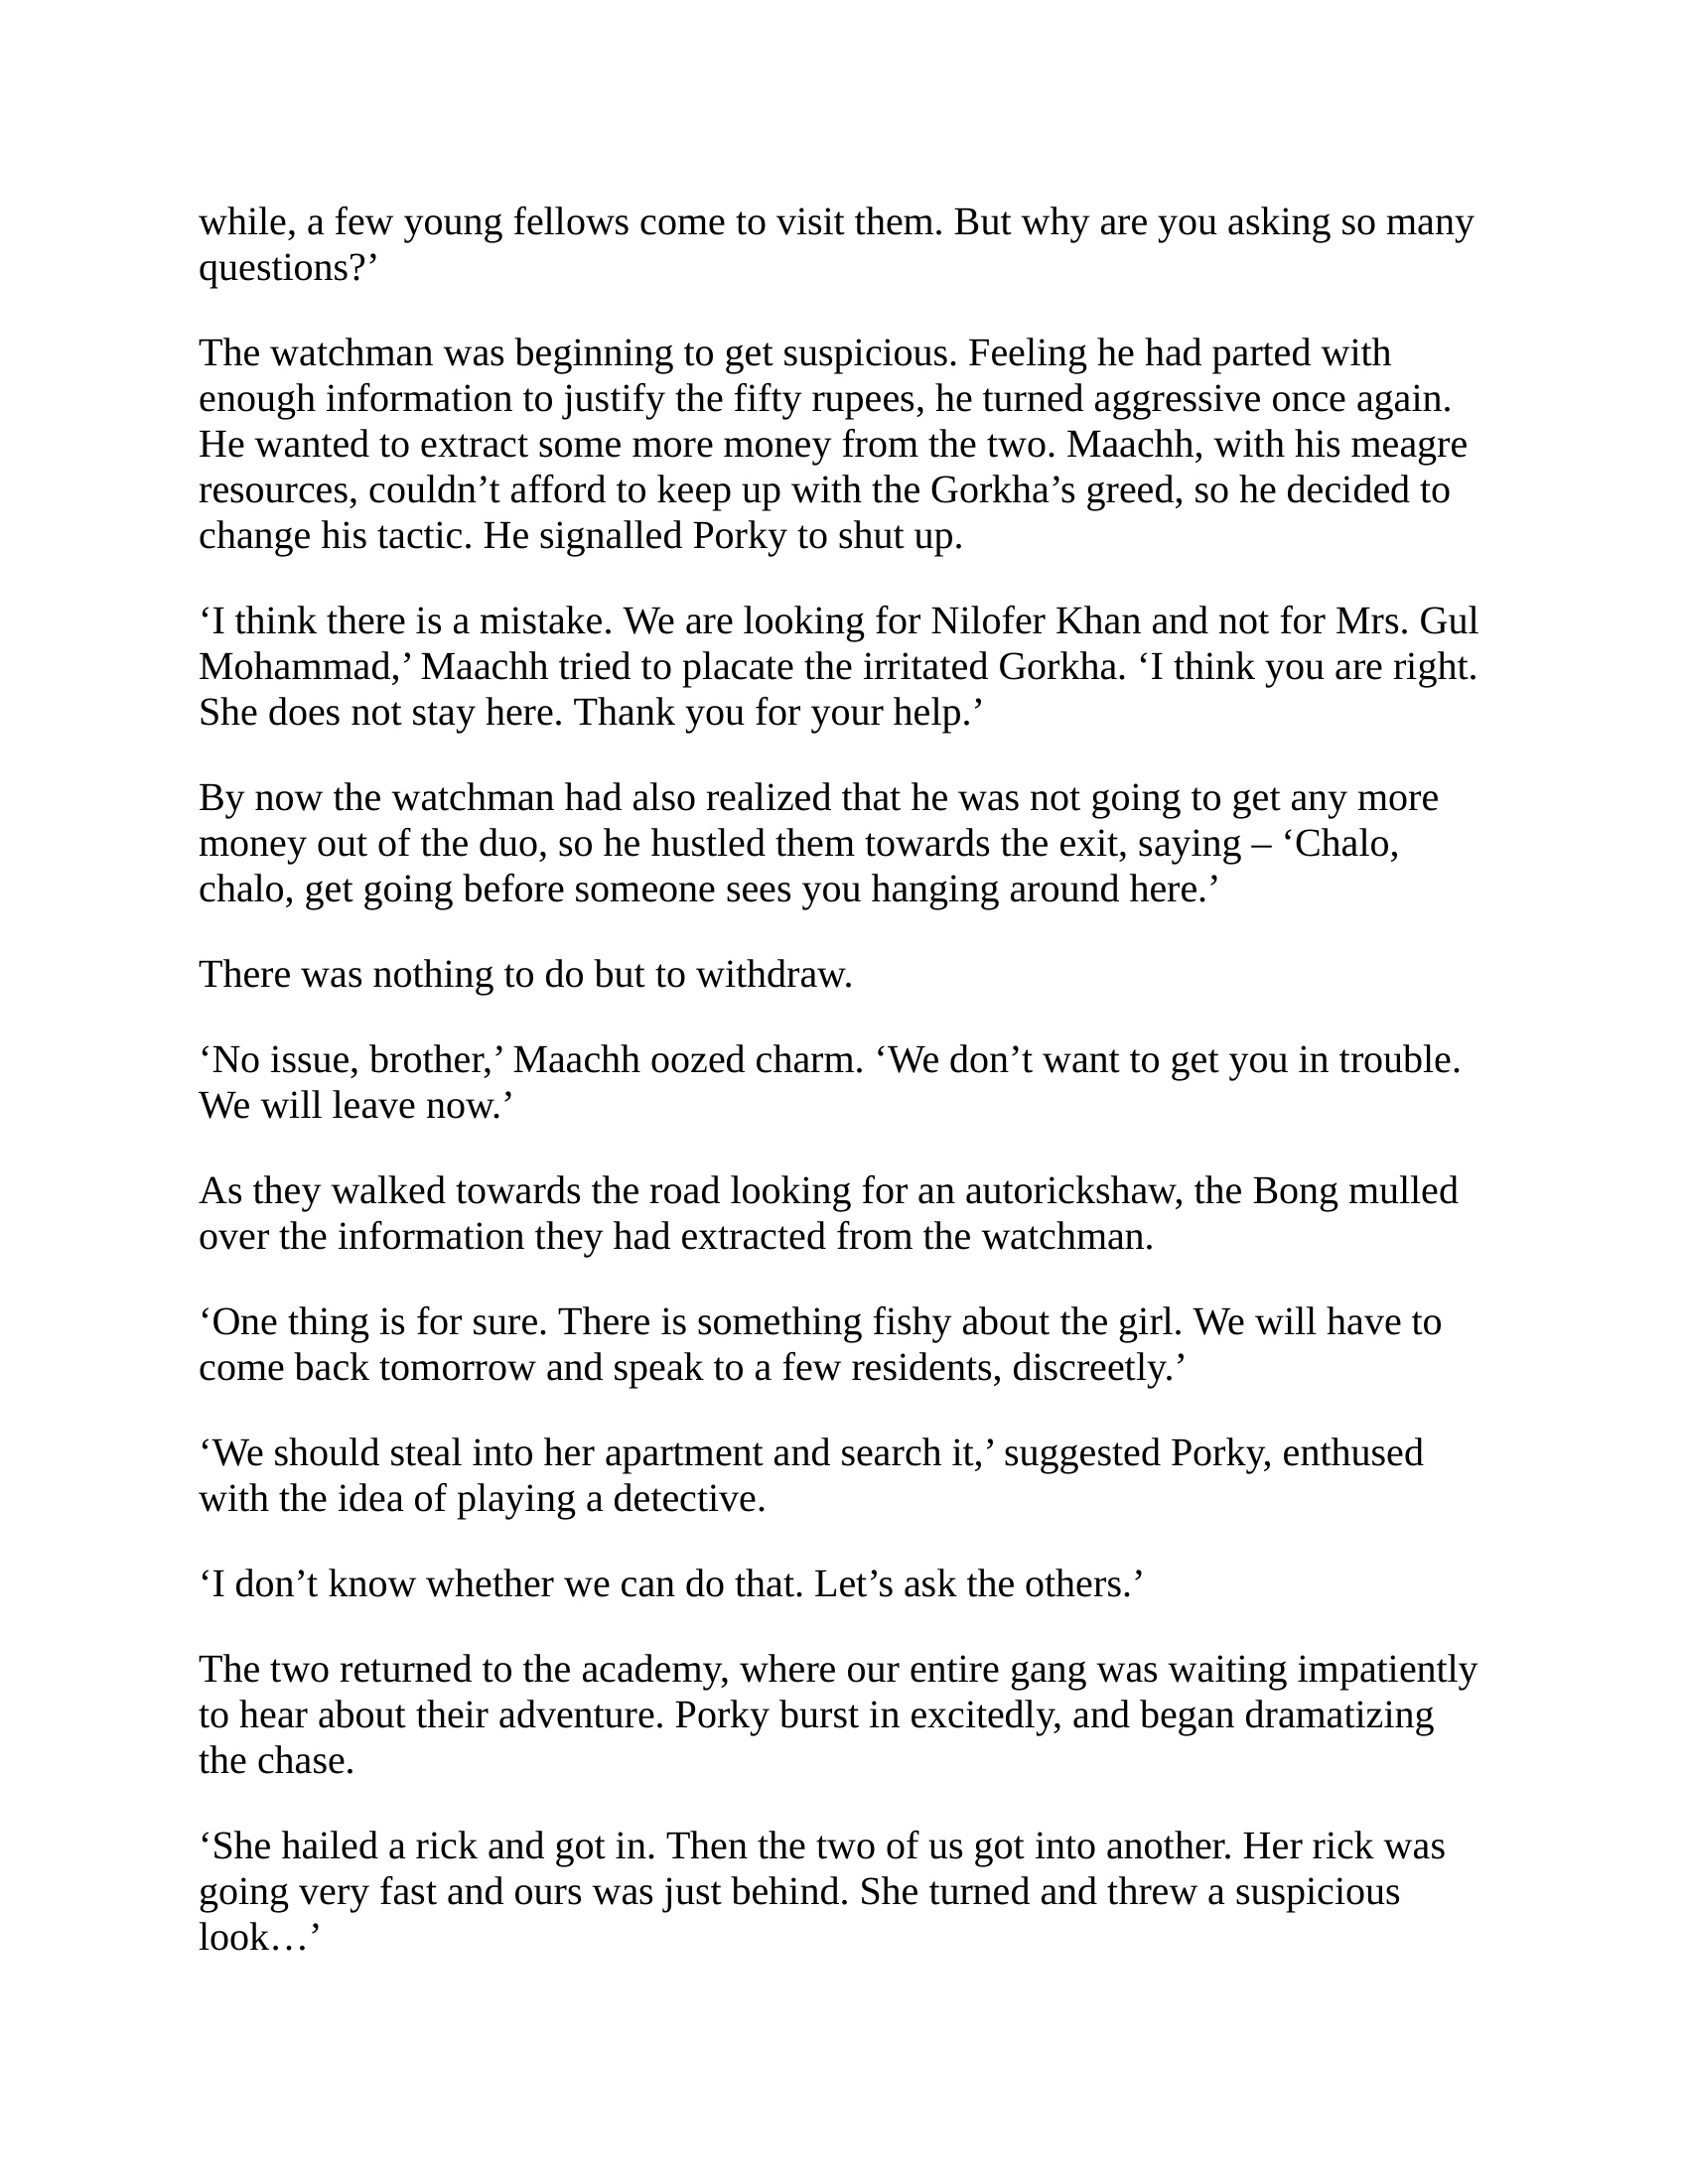 while, a few young fellows come to visit them. But why are you asking so many
questions?’
The watchman was beginning to get suspicious. Feeling he had parted with
enough information to justify the fifty rupees, he turned aggressive once again.
He wanted to extract some more money from the two. Maachh, with his meagre
resources, couldn’t afford to keep up with the Gorkha’s greed, so he decided to
change his tactic. He signalled Porky to shut up.
‘I think there is a mistake. We are looking for Nilofer Khan and not for Mrs. Gul
Mohammad,’ Maachh tried to placate the irritated Gorkha. ‘I think you are right.
She does not stay here. Thank you for your help.’
By now the watchman had also realized that he was not going to get any more
money out of the duo, so he hustled them towards the exit, saying – ‘Chalo,
chalo, get going before someone sees you hanging around here.’
There was nothing to do but to withdraw.
‘No issue, brother,’ Maachh oozed charm. ‘We don’t want to get you in trouble.
We will leave now.’
As they walked towards the road looking for an autorickshaw, the Bong mulled
over the information they had extracted from the watchman.
‘One thing is for sure. There is something fishy about the girl. We will have to
come back tomorrow and speak to a few residents, discreetly.’
‘We should steal into her apartment and search it,’ suggested Porky, enthused
with the idea of playing a detective.
‘I don’t know whether we can do that. Let’s ask the others.’
The two returned to the academy, where our entire gang was waiting impatiently
to hear about their adventure. Porky burst in excitedly, and began dramatizing
the chase.
‘She hailed a rick and got in. Then the two of us got into another. Her rick was
going very fast and ours was just behind. She turned and threw a suspicious
look…’